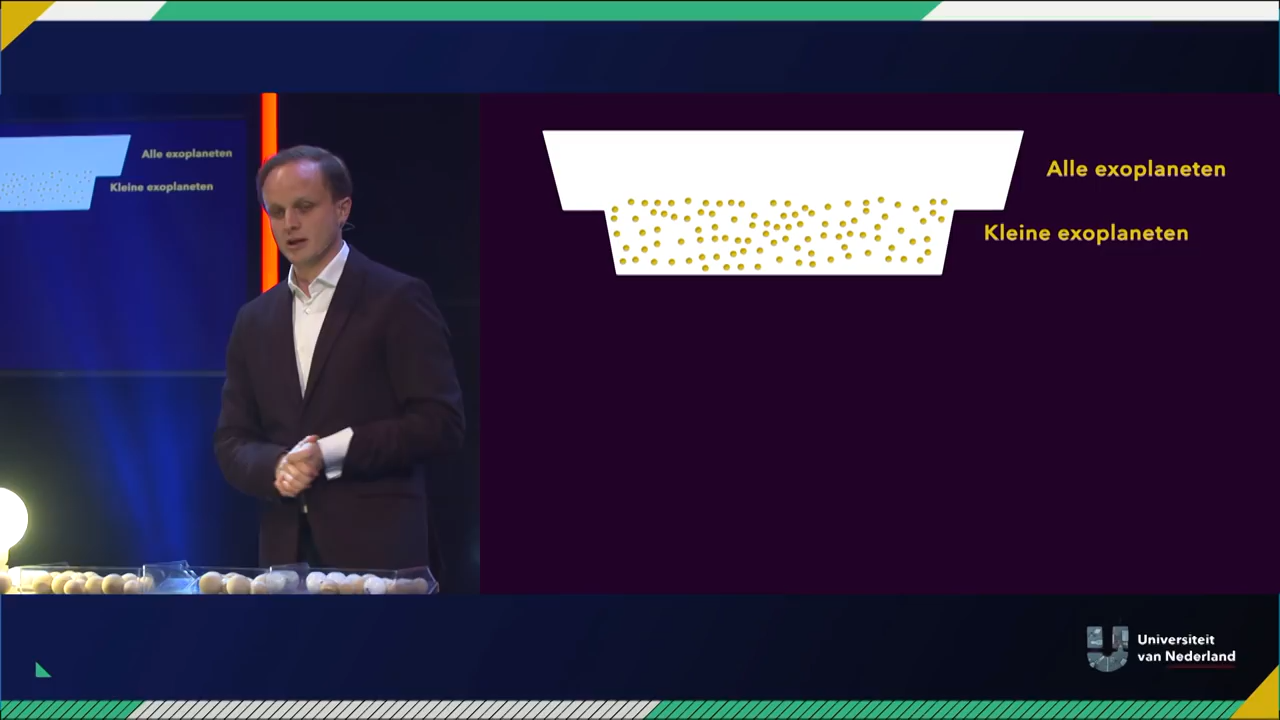 Alle exoplaneten
Kleine exoplaneten
Alle exoplaneten
Kleine exoplaneten
Universiteit
van Nederland